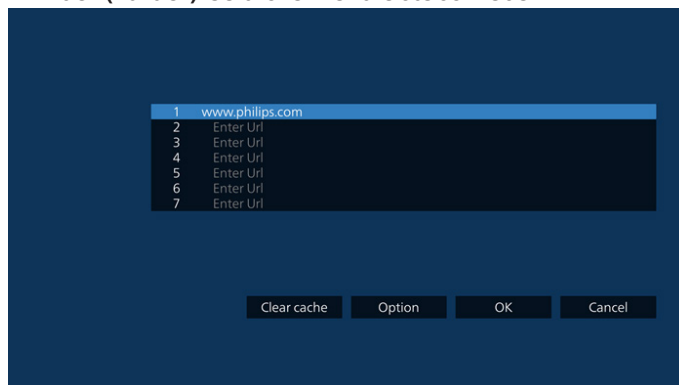 1 www.philips.com
2 Enter Url
3 Enter Url
4 Enter Url
5 Enter Url
6 Enter Url
7 Enter Url
Clear cache Option OK Cancel